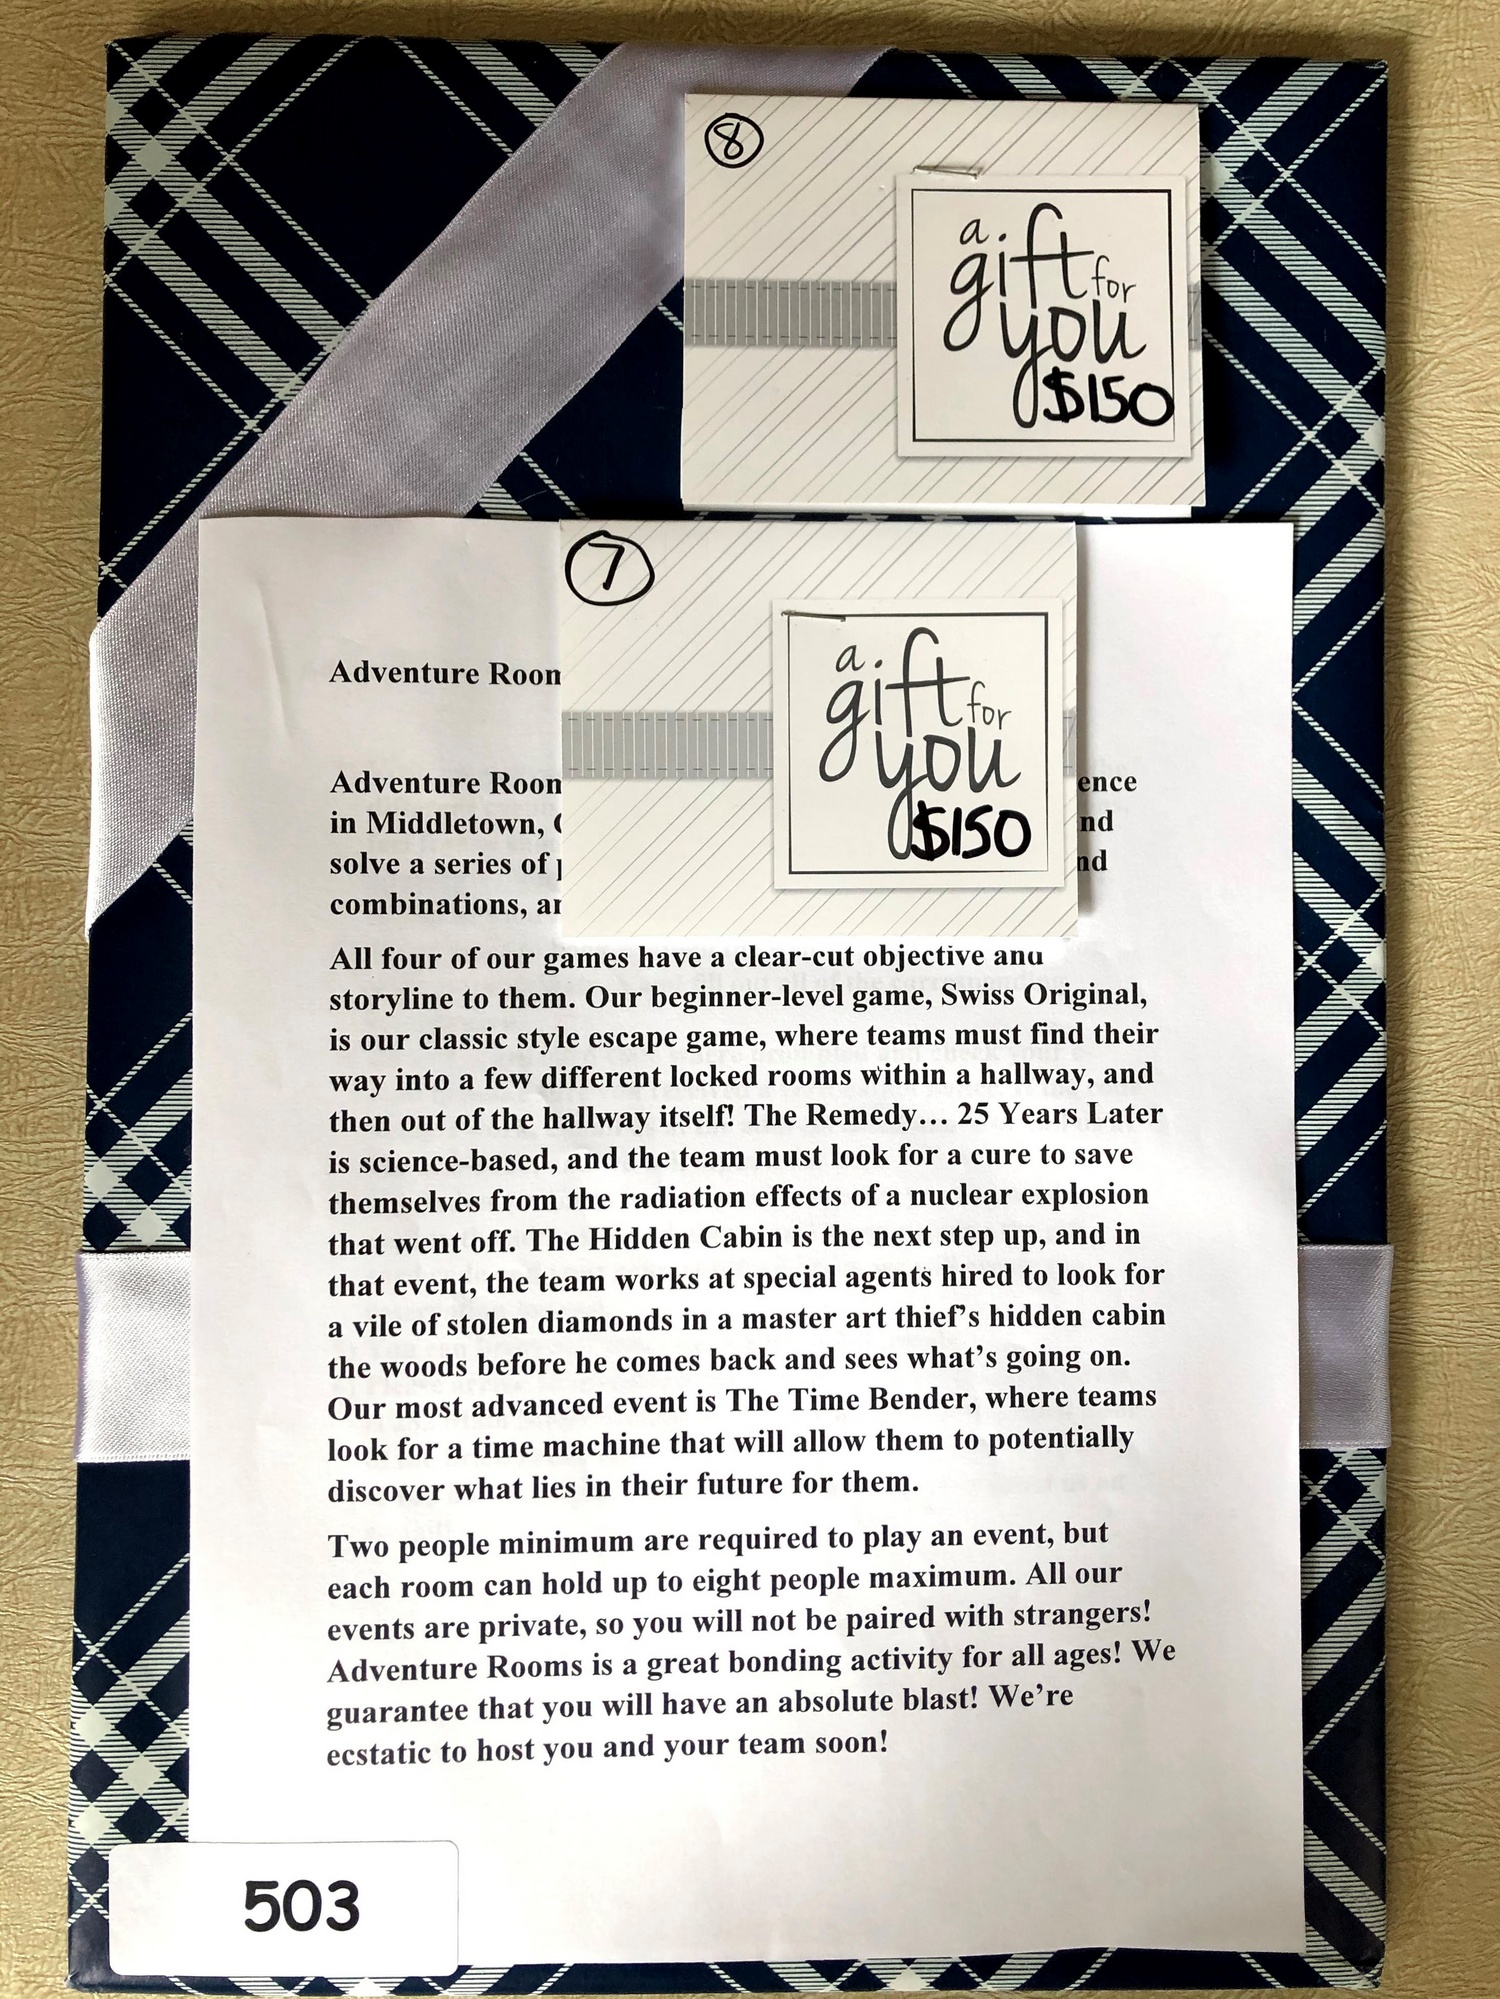 8
a gift for
you
$150
7
a gift for
you
$150
Adventure
Adventure
in Middletown,
solve a series of
combinations,
All four of our games have a clear-cut objective and
storyline to them. Our beginner-level game, Swiss Original,
is our classic style escape game, where teams must find their
way into a few different locked rooms within a hallway, and
then out of the hallway itself! The Remedy… 25 Years Later
is science-based, and the team must look for a cure to save
themselves from the radiation effects of a nuclear explosion
that went off. The Hidden Cabin is the next step up, and in
that event, the team works at special agents hired to look for
a vile of stolen diamonds in a master art thief’s hidden cabin
the woods before he comes back and sees what’s going on.
Our most advanced event is The Time Bender, where teams
look for a time machine that will allow them to potentially
discover what lies in their future for them.
Two people minimum are required to play an event, but
each room can hold up to eight people maximum. All our
events are private, so you will not be paired with strangers!
Adventure Rooms is a great bonding activity for all ages! We
guarantee that you will have an absolute blast! We’re
ecstatic to host you and your team soon!
503